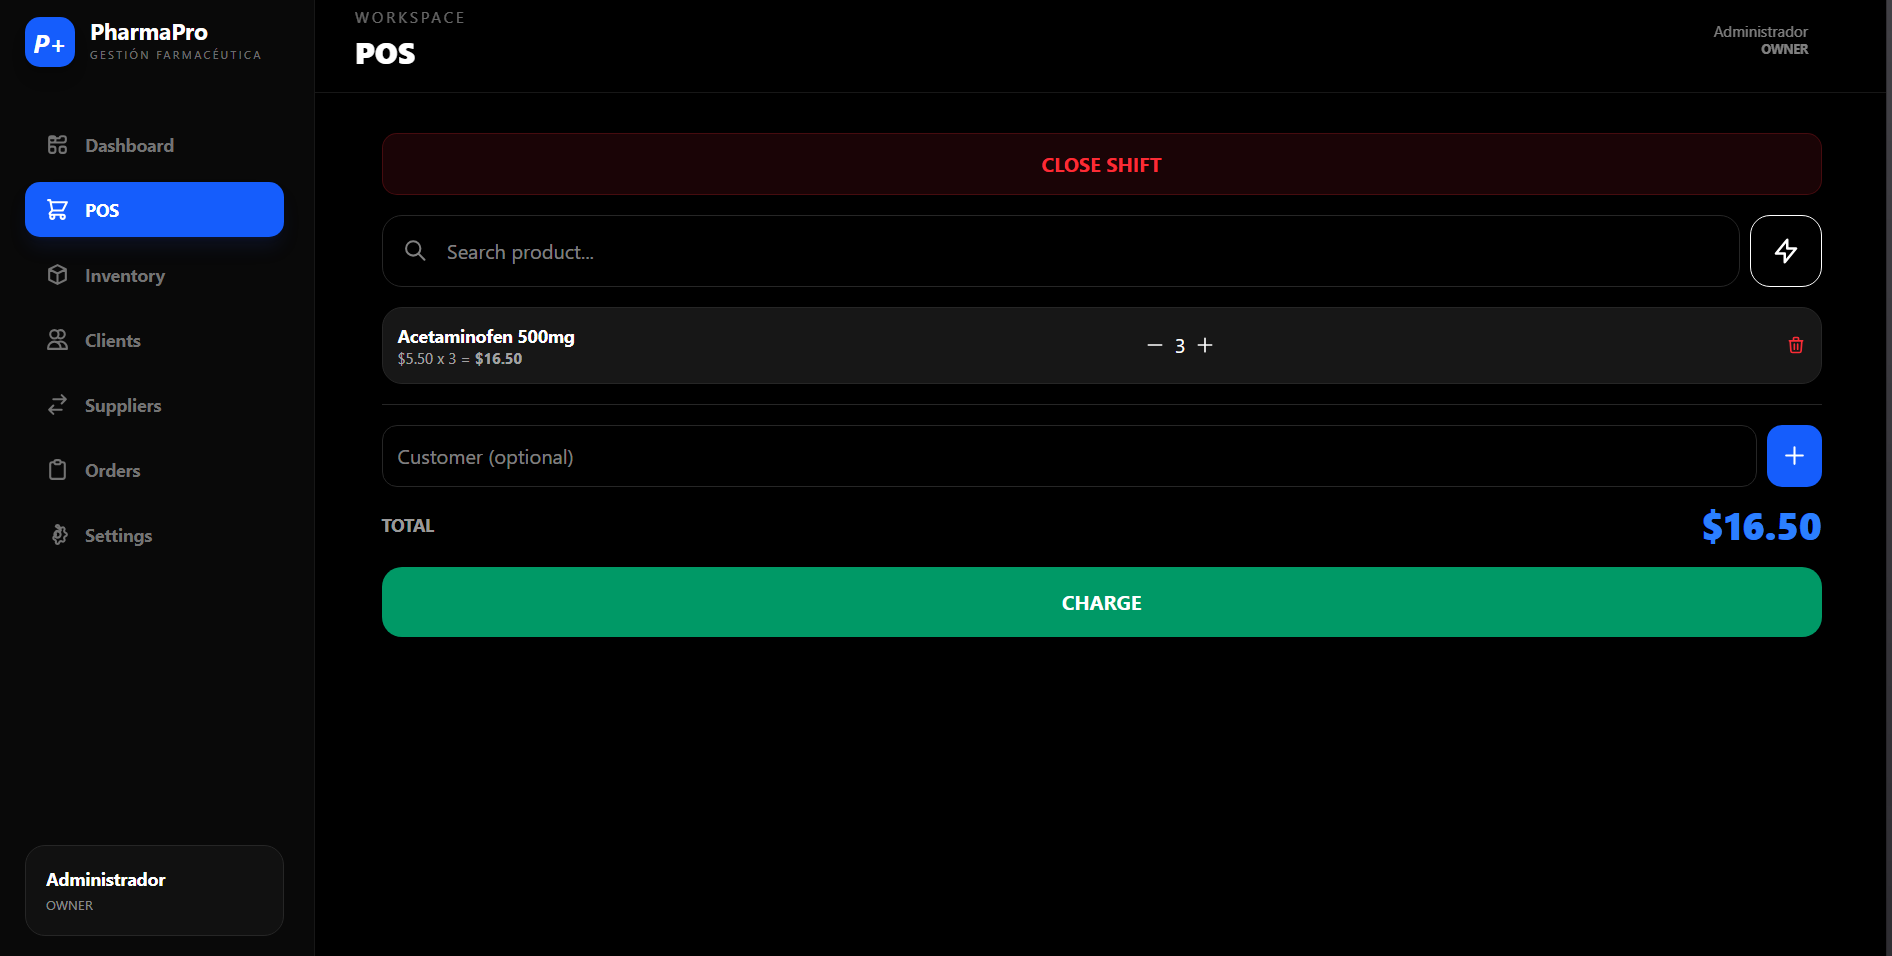 P+
PharmaPro
GESTIÓN FARMACÉUTICA
Dashboard
POS
Inventory
Clients
Suppliers
Orders
Settings
Administrador
OWNER
WORKSPACE
POS
Administrador
OWNER
CLOSE SHIFT
Search product...
Acetaminofen 500mg
$5.50 x 3 = $16.50
3
Customer (optional)
TOTAL
$16.50
CHARGE